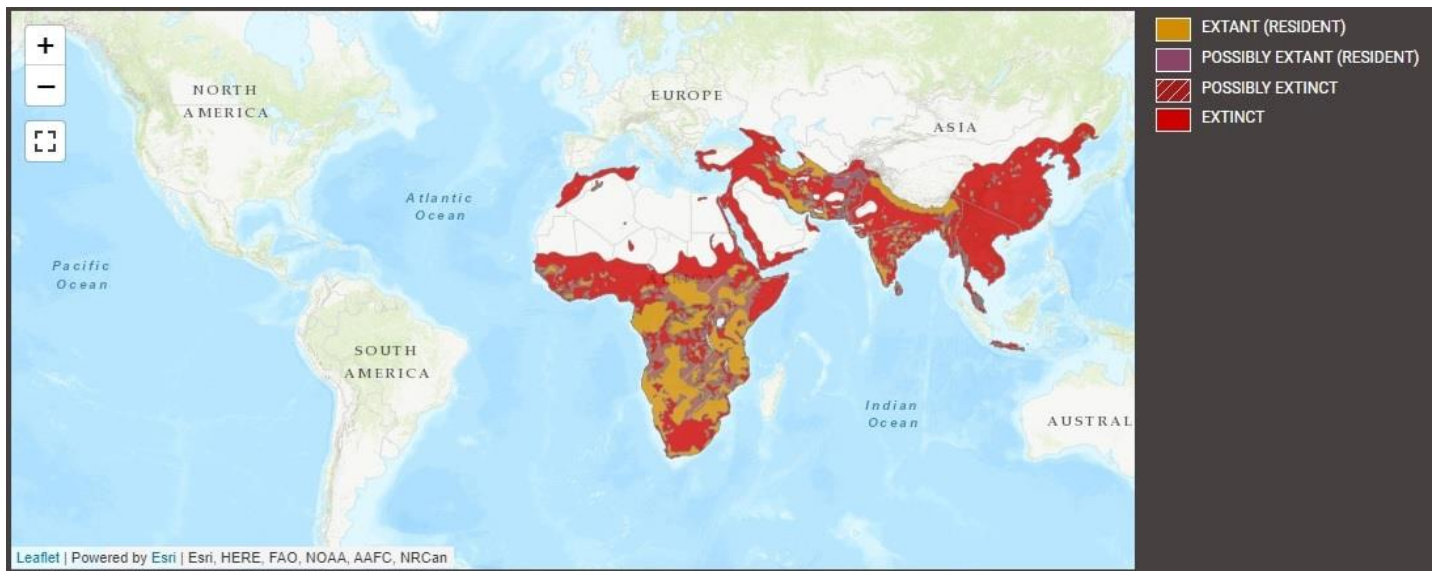 +
−
NORTH
AMERICA
EUROPE
ASIA
Atlantic
Ocean
Pacific
Ocean
SOUTH
AMERICA
Indian
Ocean
AUSTRAL
Leaflet | Powered by Esri | Esri, HERE, FAO, NOAA, AAFC, NRCan
EXTANT (RESIDENT)
POSSIBLY EXTANT (RESIDENT)
POSSIBLY EXTINCT
EXTINCT